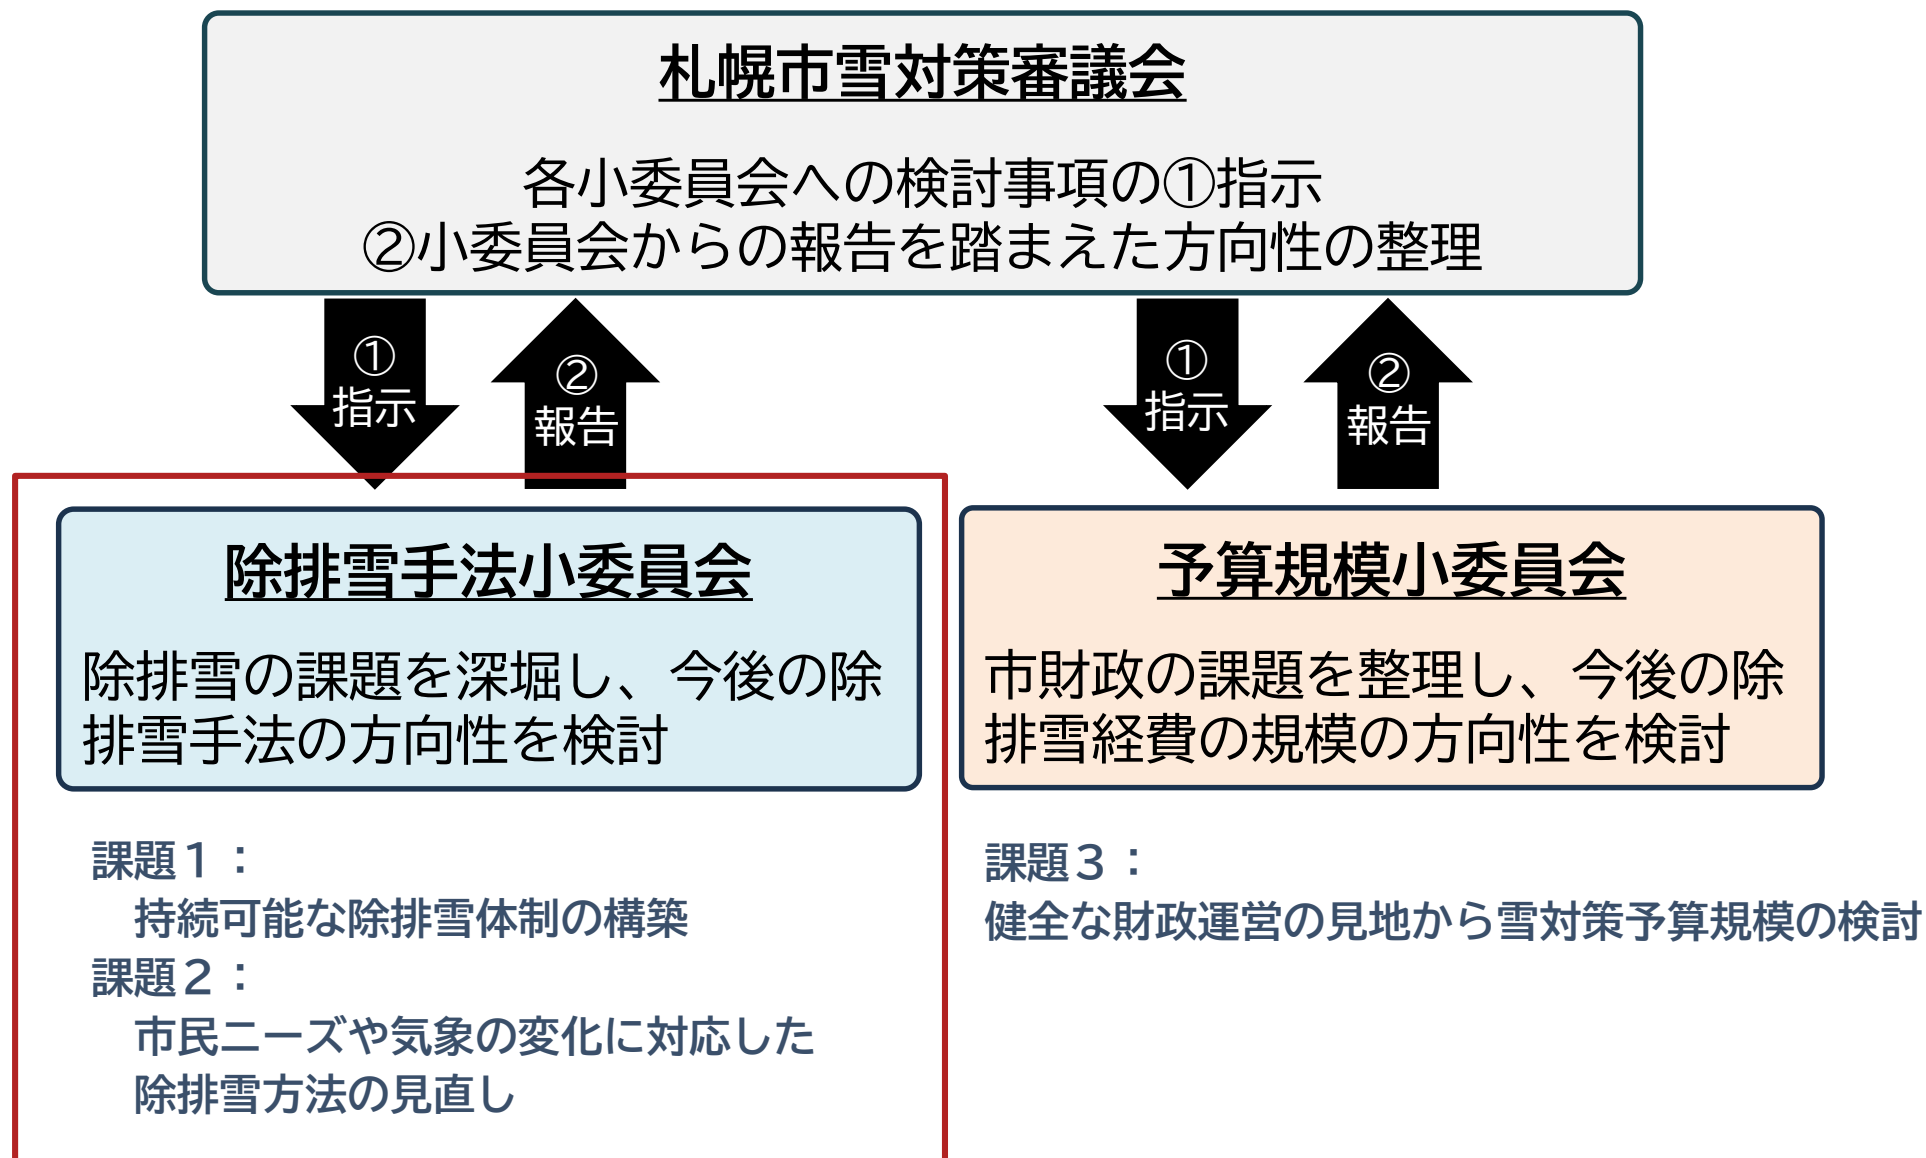 札幌市雪対策審議会
各小委員会への検討事項の①指示
②小委員会からの報告を踏まえた方向性の整理
①
指示
②
報告
①
指示
②
報告
除排雪手法小委員会
除排雪の課題を深堀し、今後の除
排雪手法の方向性を検討
予算規模小委員会
市財政の課題を整理し、今後の除
排雪経費の規模の方向性を検討
課題１：
持続可能な除排雪体制の構築
課題２：
市民ニーズや気象の変化に対応した
除排雪方法の見直し
課題３：
健全な財政運営の見地から雪対策予算規模の検討